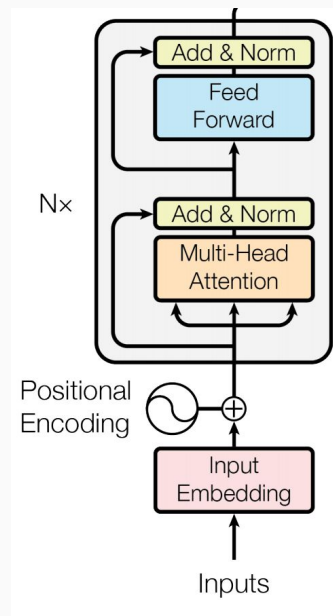 Add & Norm
Feed
Forward
N×
Add & Norm
Multi-Head
Attention
Positional
Encoding
Input
Embedding
Inputs